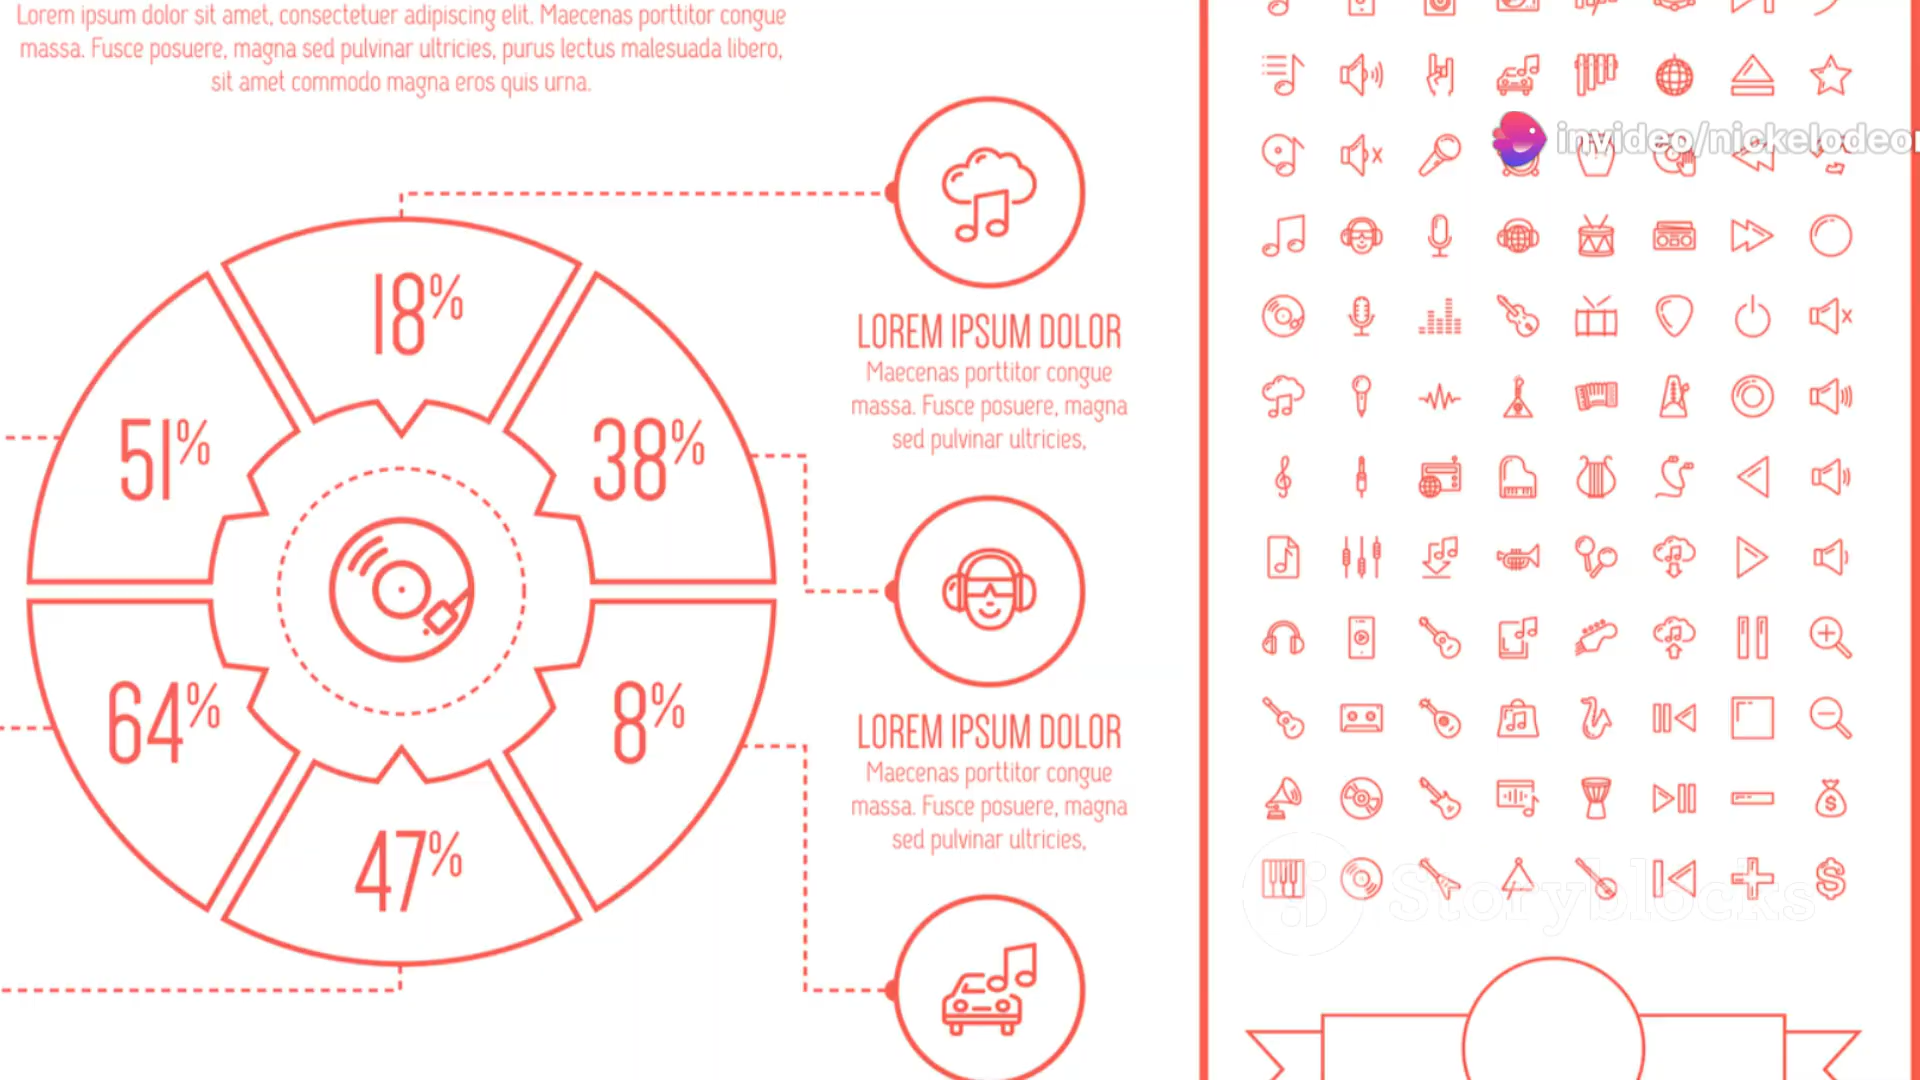 Lorem ipsum dolor sit amet, consectetuer adipiscing elit. Maecenas porttitor congue
massa. Fusce posuere, magna sed pulvinar ultricies, purus lectus malesuada libero,
sit amet commodo magna eros quis urna.
18%
51%
38%
64%
8%
47%
LOREM IPSUM DOLOR
Maecenas porttitor congue
massa. Fusce posuere, magna
sed pulvinar ultricies,
LOREM IPSUM DOLOR
Maecenas porttitor congue
massa. Fusce posuere, magna
sed pulvinar ultricies,
invideo/nickelodeon
Storyblocks